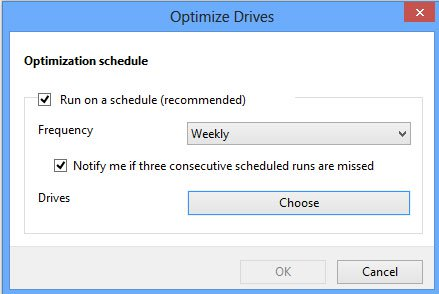 Optimize Drives
Optimization schedule
Run on a schedule (recommended)
Frequency
Weekly
Notify me if three consecutive scheduled runs are missed
Drives
Choose
OK
Cancel